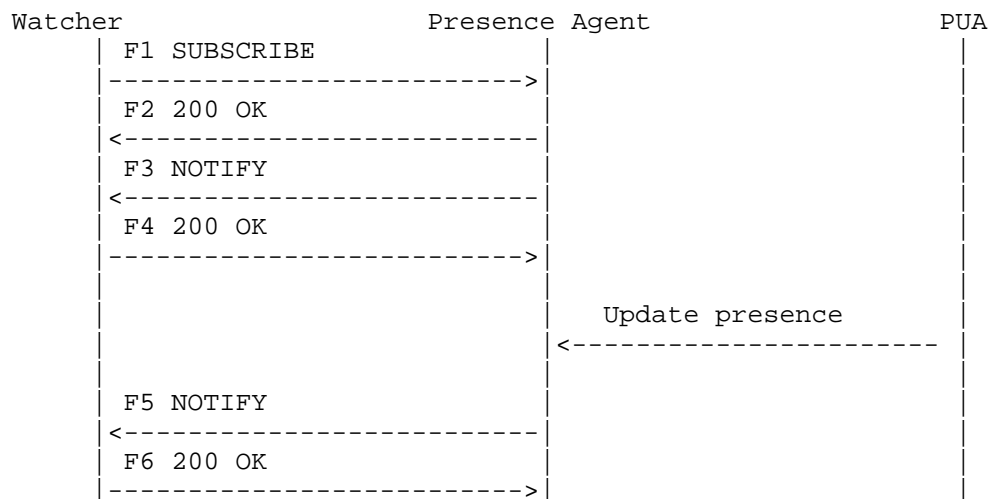 Watcher Presence Agent PUA
F1 SUBSCRIBE
F2 200 OK
F3 NOTIFY
F4 200 OK
Update presence
F5 NOTIFY
F6 200 OK